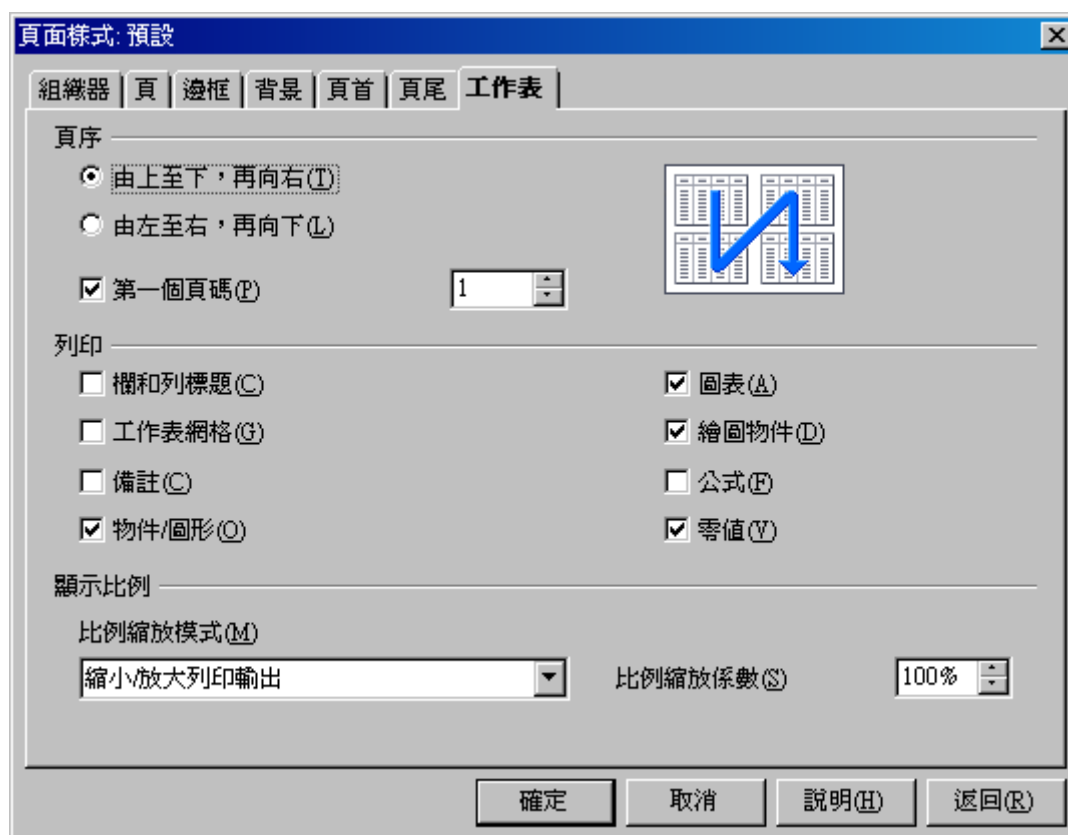 頁面樣式: 預設
組織器 頁 邊框 背景 頁首 頁尾 工作表
頁序
由上至下，再向右(T)
由左至右，再向下(L)
第一個頁碼(P) 1
列印
欄和列標題(C) 圖表(A)
工作表網格(G) 繪圖物件(D)
備註(C) 公式(F)
物件/圖形(O) 零值(V)
顯示比例
比例縮放模式(M)
縮小/放大列印輸出 比例縮放係數(S) 100%
確定 取消 說明(H) 返回(R)